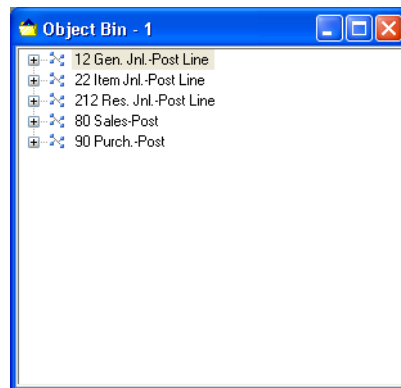 Object Bin - 1
12 Gen. Jnl.-Post Line
22 Item Jnl.-Post Line
212 Res. Jnl.-Post Line
80 Sales-Post
90 Purch.-Post